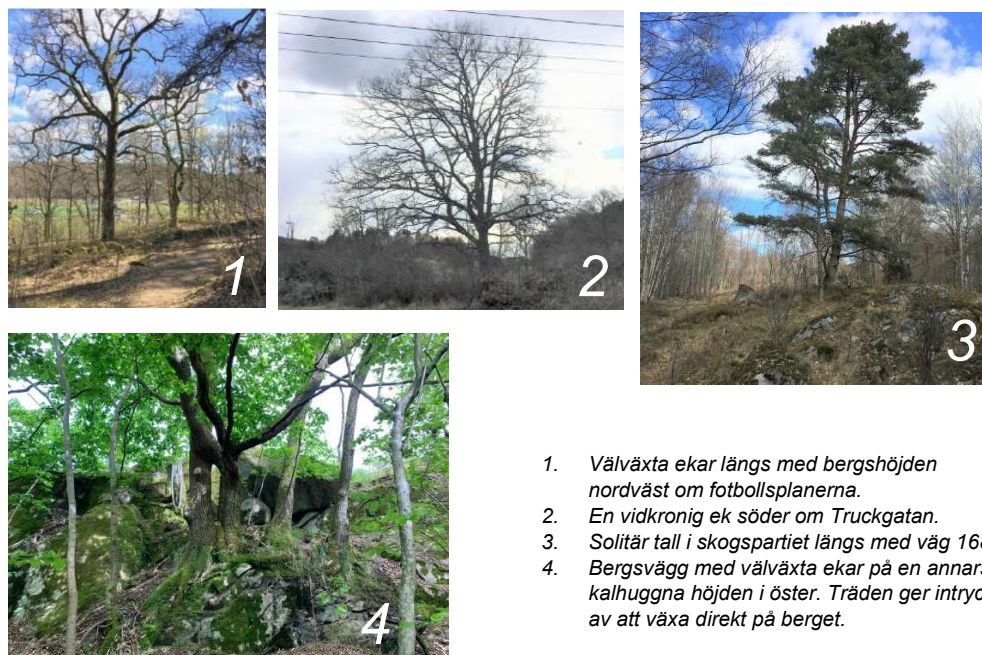 1
2
3
4
1. Välväxta ekar längs med bergshöjden
nordväst om fotbollsplanerna.
2. En vidkronig ek söder om Truckgatan.
3. Solitär tall i skogspartiet längs med väg
4. Bergsvägg med välväxta ekar på en
kalhuggna höjden i öster. Träden ger
av att växa direkt på berget.